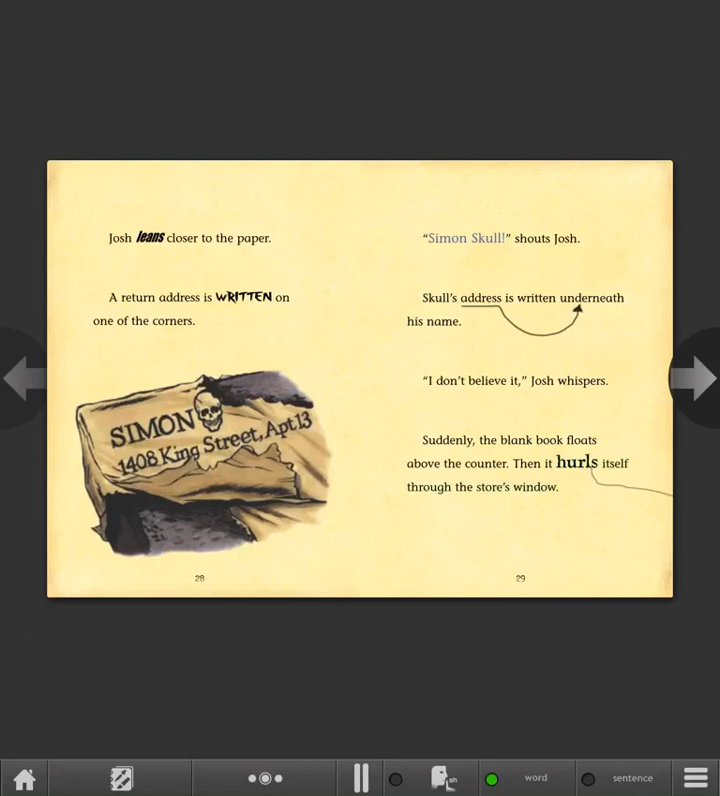 Josh leans closer to the paper.
A return address is WRITTEN on
one of the corners.
SIMON
1408 King Street, Apt 13
28
“Simon Skull!” shouts Josh.
Skull’s address is written underneath
his name.
“I don’t believe it,” Josh whispers.
Suddenly, the blank book floats
above the counter. Then it hurls itself
through the store’s window.
29
sh
word
sentence